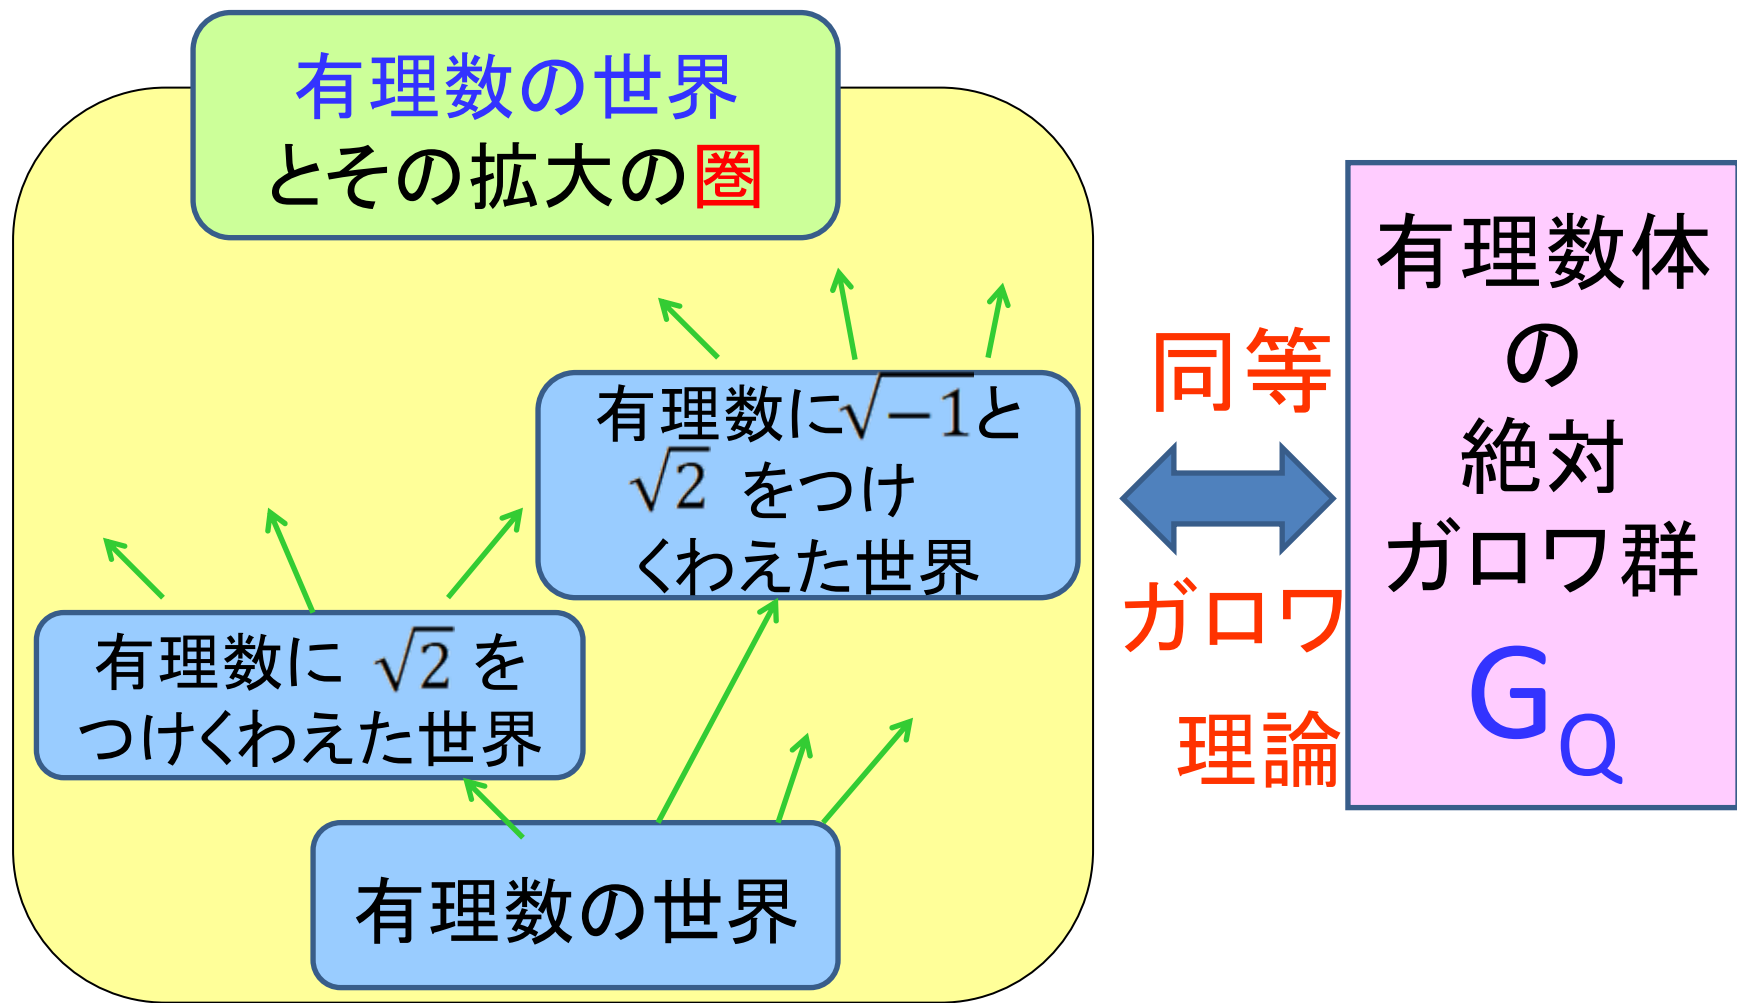 有理数の世界
とその拡大の圏
有理数に√−1と
√2 をつけ
くわえた世界
有理数に √2 を
つけくわえた世界
有理数の世界
同等
ガロワ
理論
有理数体
の
絶対
ガロワ群
G_Q